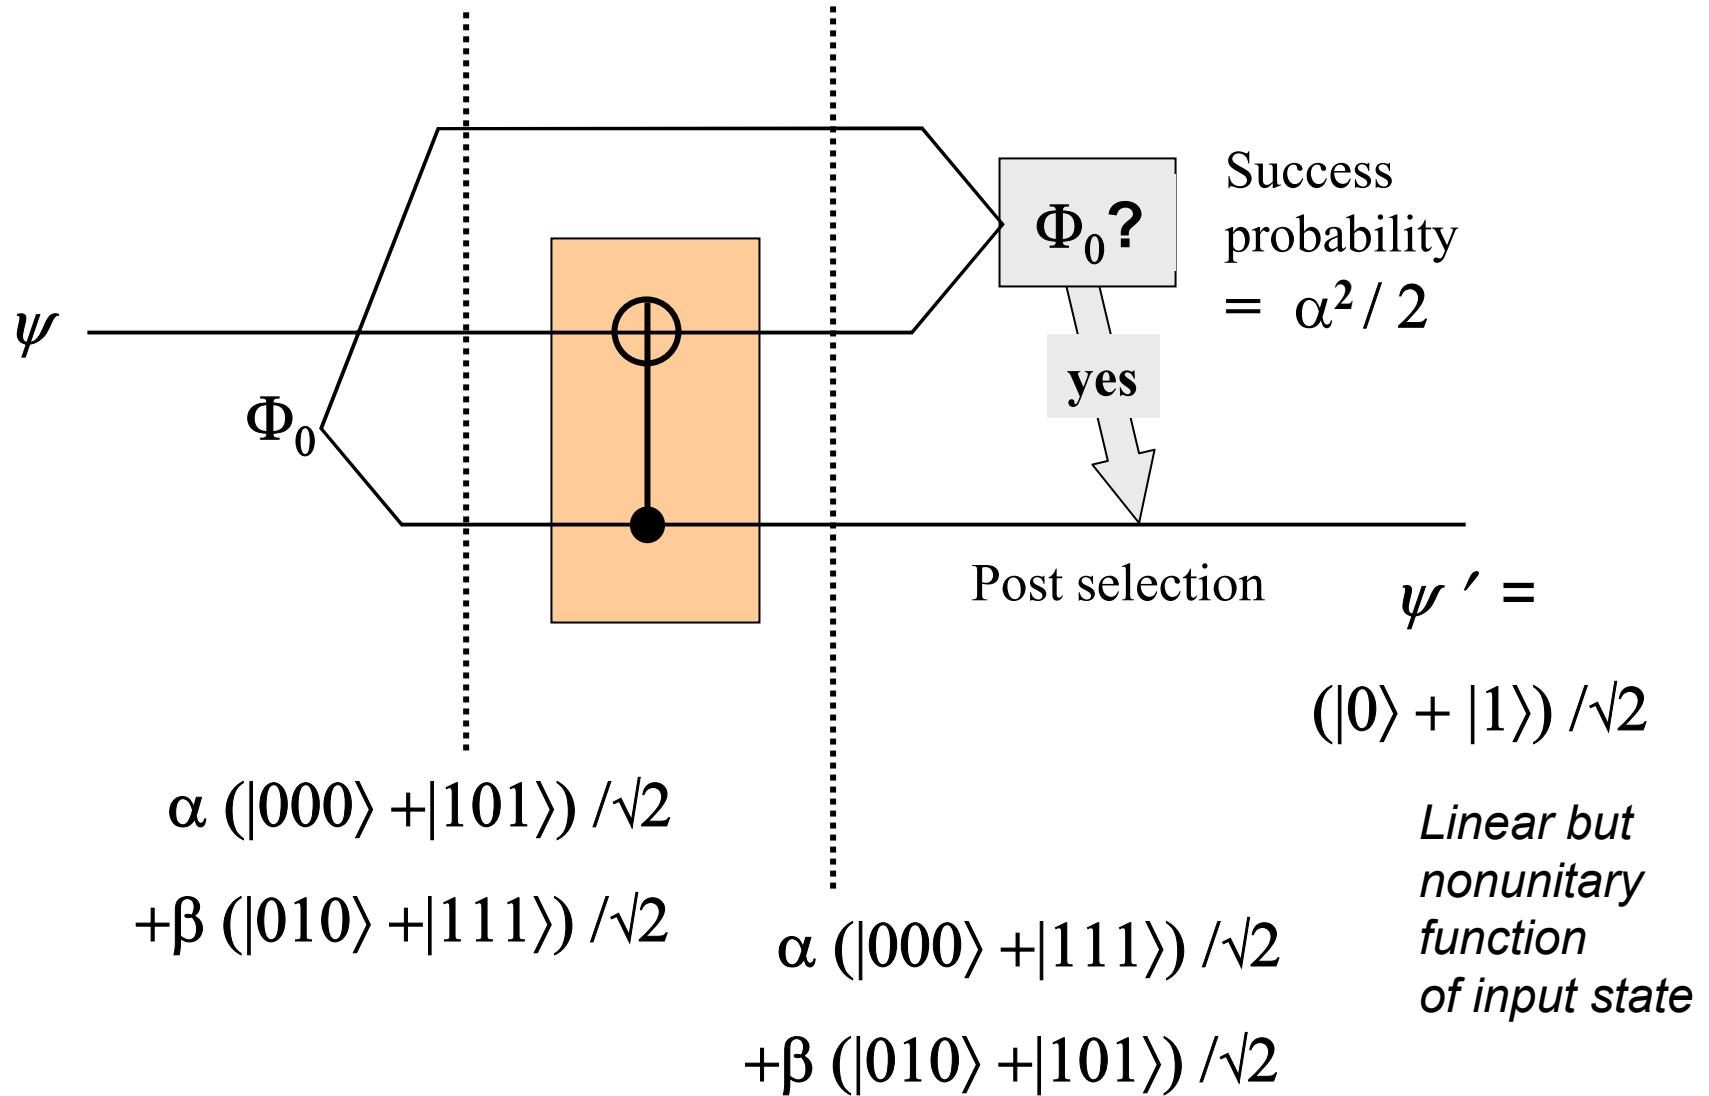 Success
probability
= α²/ 2
Φ₀?
ψ
yes
Φ₀
Post selection
ψ ′ =
(|0⟩ + |1⟩) /√2
α (|000⟩ +|101⟩) /√2
+β (|010⟩ +|111⟩) /√2
Linear but
nonunitary
function
of input state
α (|000⟩ +|111⟩) /√2
+β (|010⟩ +|101⟩) /√2